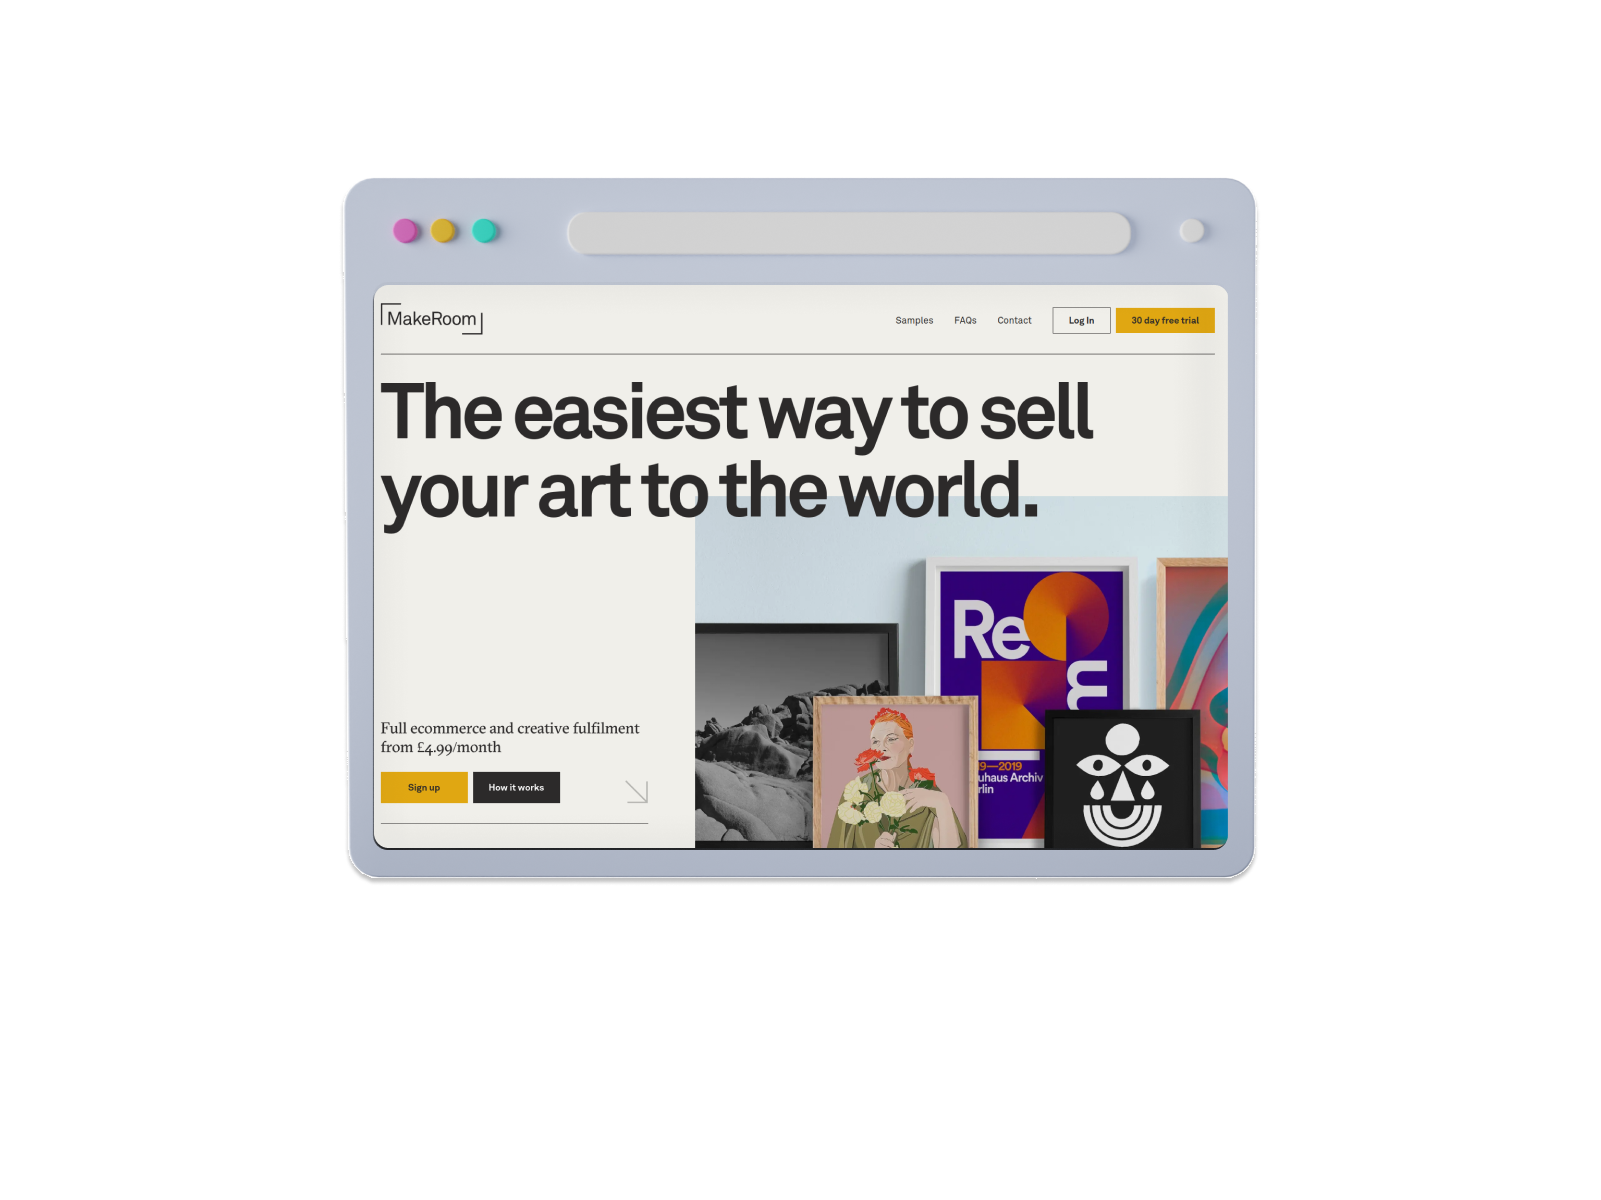 MakeRoom
Samples
FAQs
Contact
Log In
30 day free trial
The easiest way to sell
your art to the world.
Re
m
9—2019
uhaus Archiv
rlin
Full ecommerce and creative fulfilment
from £4.99/month
Sign up
How it works